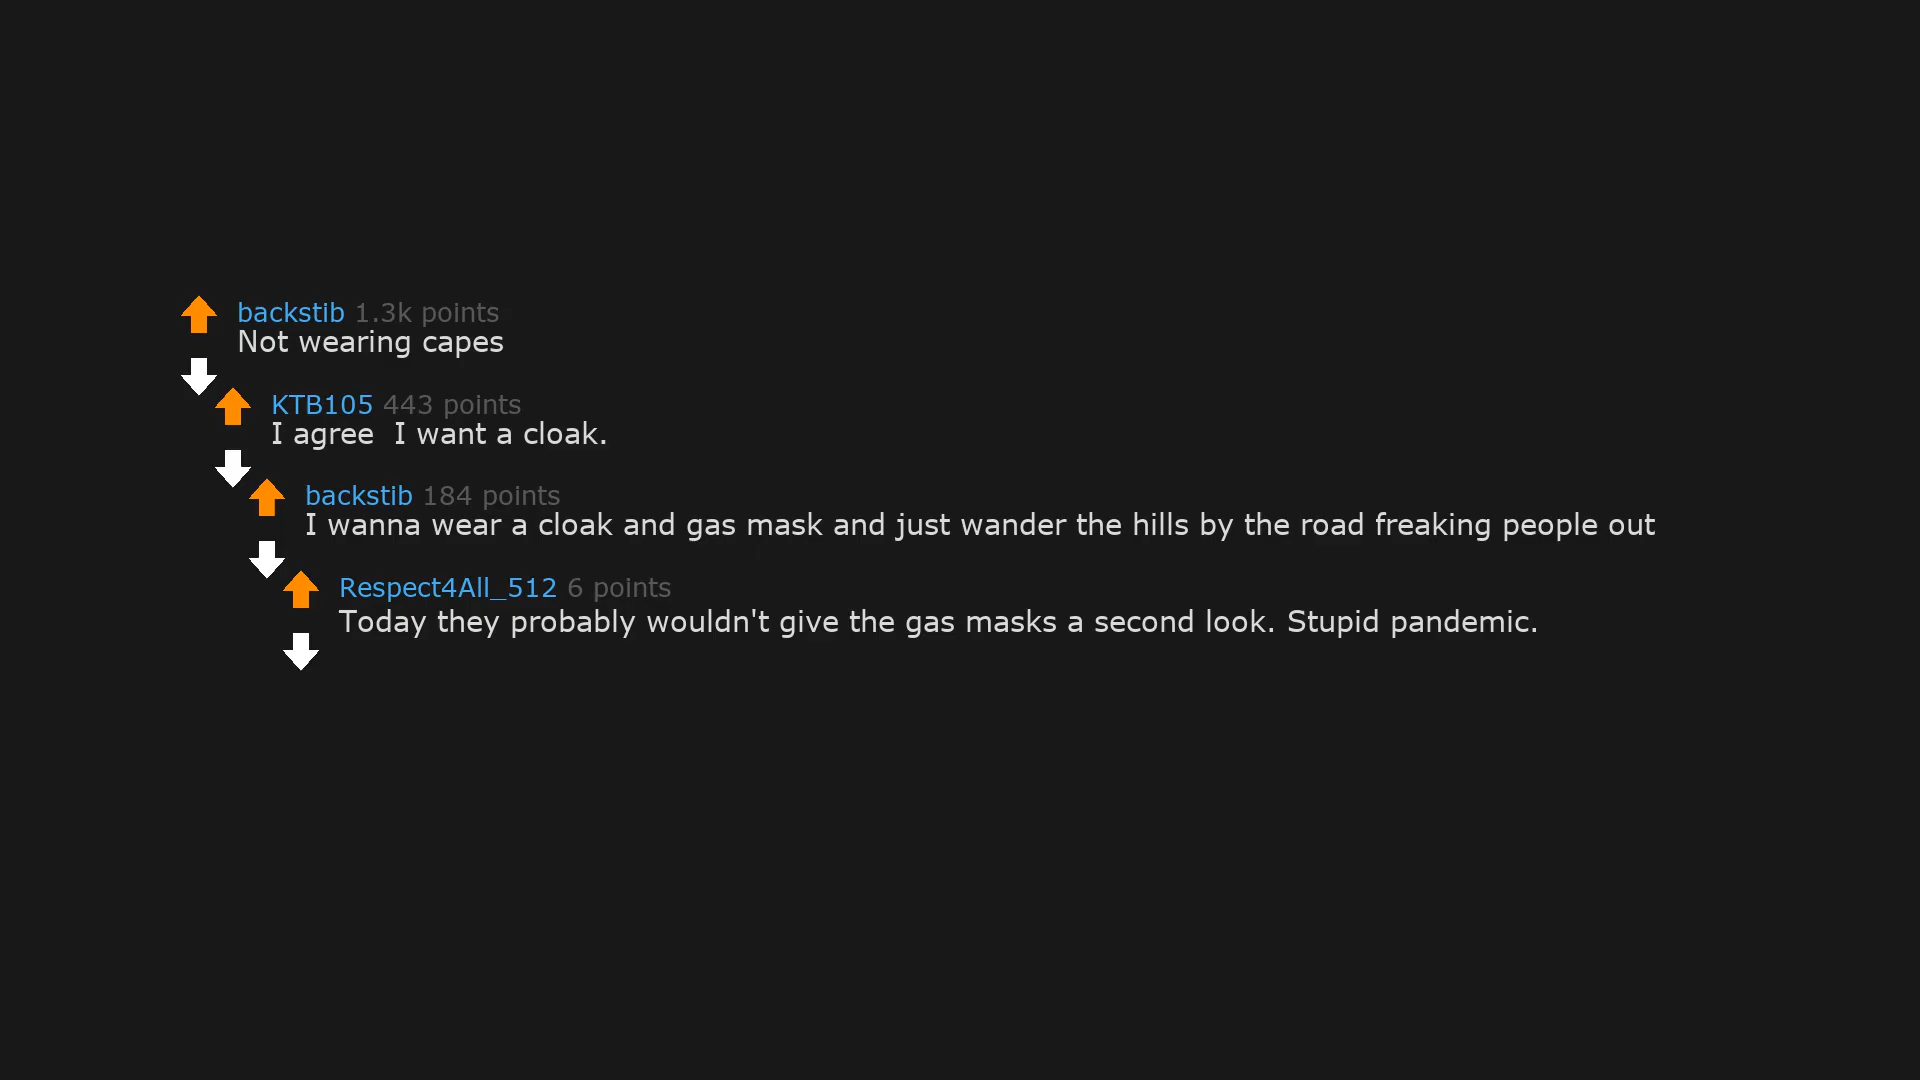 backstib 1.3k points
Not wearing capes
KTB105 443 points
I agree  I want a cloak.
backstib 184 points
I wanna wear a cloak and gas mask and just wander the hills by the road freaking people out
Respect4All_512 6 points
Today they probably wouldn't give the gas masks a second look. Stupid pandemic.